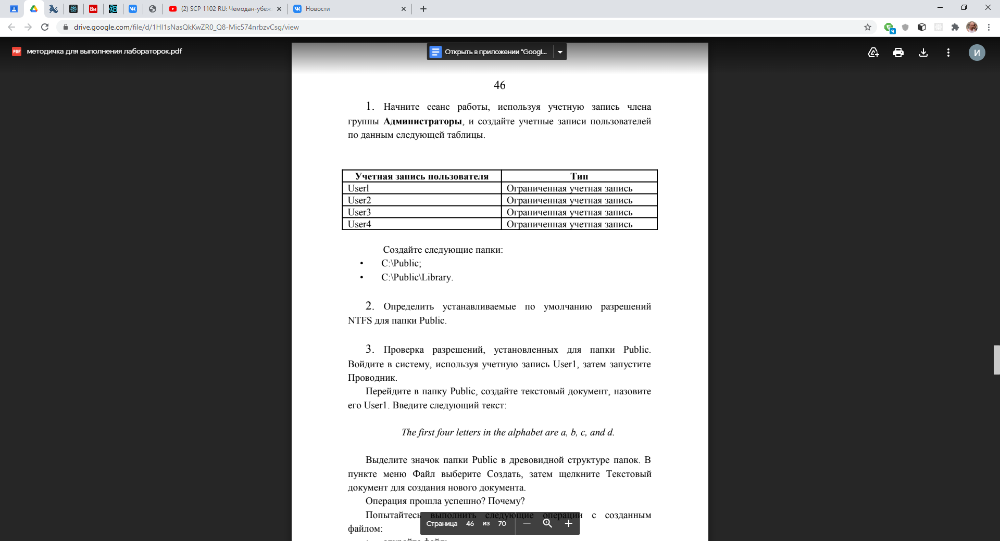 (2) SCP 1102 RU: Чемодан-убеж
Новости
drive.google.com/file/d/1HI1sNasQkKwZR0_Q8-Mic574nrbzvCsg/view
9
PDF методичка для выполнения лабораторок.pdf
Открыть в приложении "Googl...
И
46
1. Начните сеанс работы, используя учетную запись члена
группы Администраторы, и создайте учетные записи пользователей
по данным следующей таблицы.
Учетная запись пользователя Тип
Userl Ограниченная учетная запись
User2 Ограниченная учетная запись
User3 Ограниченная учетная запись
User4 Ограниченная учетная запись
Создайте следующие папки:
• C:\Public;
• C:\Public\Library.
2. Определить устанавливаемые по умолчанию разрешений
NTFS для папки Public.
3. Проверка разрешений, установленных для папки Public.
Войдите в систему, используя учетную запись User1, затем запустите
Проводник.
Перейдите в папку Public, создайте текстовый документ, назовите
его User1. Введите следующий текст:
The first four letters in the alphabet are a, b, c, and d.
Выделите значок папки Public в древовидной структуре папок. В
пункте меню Файл выберите Создать, затем щелкните Текстовый
документ для создания нового документа.
Операция прошла успешно? Почему?
Попытайтесь выполнить следующие операции с созданным
файлом:
Страница 46 из 70